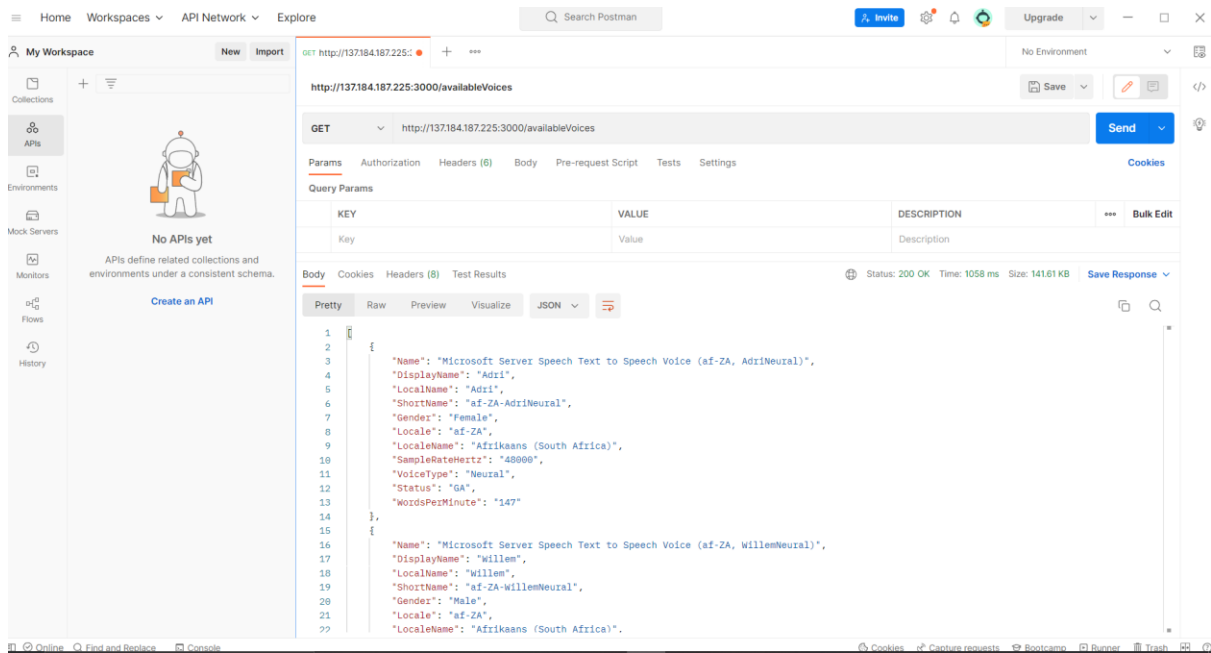 Home Workspaces API Network Explore Search Postman Invite Upgrade
My Workspace New Import GET http://137.184.187.225:: No Environment
Collections
APIs
Environments
Mock Servers
Monitors
Flows
History
No APIs yet
APIs define related collections and
environments under a consistent schema.
Create an API
http://137.184.187.225:3000/availableVoices Save
GET http://137.184.187.225:3000/availableVoices Send
Params Authorization Headers (6) Body Pre-request Script Tests Settings Cookies
Query Params
KEY VALUE DESCRIPTION Bulk Edit
Key Value Description
Body Cookies Headers (8) Test Results Status: 200 OK Time: 1058 ms Size: 141.61 KB Save Response
Pretty Raw Preview Visualize JSON
1 [
2 {
3 "Name": "Microsoft Server Speech Text to Speech Voice (af-ZA, AdriNeural)",
4 "DisplayName": "Adri",
5 "LocalName": "Adri",
6 "ShortName": "af-ZA-AdriNeural",
7 "Gender": "Female",
8 "Locale": "af-ZA",
9 "LocaleName": "Afrikaans (South Africa)",
10 "SampleRateHertz": "48000",
11 "VoiceType": "Neural",
12 "Status": "GA",
13 "WordsPerMinute": "147"
14 },
15 {
16 "Name": "Microsoft Server Speech Text to Speech Voice (af-ZA, WillemNeural)",
17 "DisplayName": "Willem",
18 "LocalName": "Willem",
19 "ShortName": "af-ZA-WillemNeural",
20 "Gender": "Male",
21 "Locale": "af-ZA",
22 "LocaleName": "Afrikaans (South Africa)",
Online Find and Replace Console Cookies Capture requests Bootcamp Runner Trash